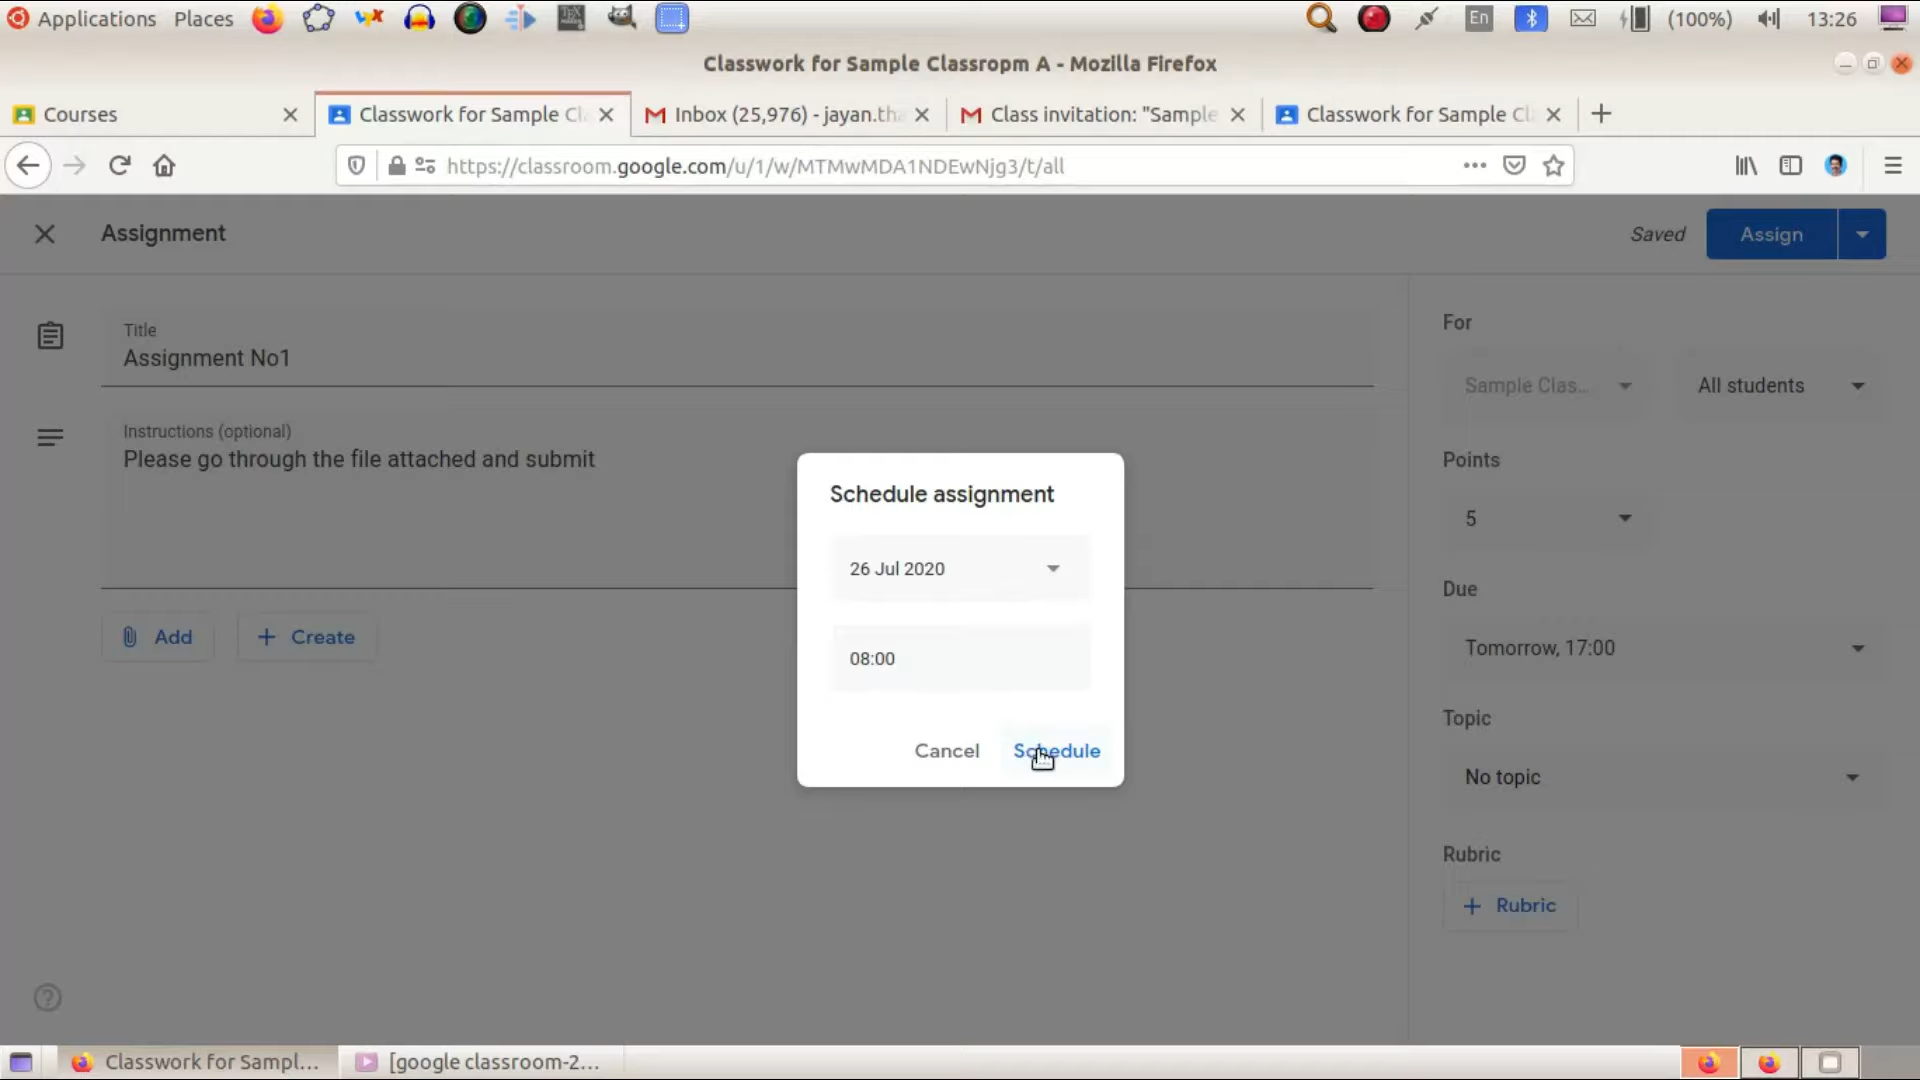 Applications Places En (100%) 13:26
Classwork for Sample Classropm A - Mozilla Firefox
Courses Classwork for Sample Cl Inbox (25,976) - jayan.tha Class invitation: "Sample Classwork for Sample Cl
https://classroom.google.com/u/1/w/MTMwMDA1NDEwNjg3/t/all
Assignment Saved Assign
Title
Assignment No1
Instructions (optional)
Please go through the file attached and submit
Add Create
For
Sample Clas... All students
Points
5
Due
Tomorrow, 17:00
Topic
No topic
Rubric
Rubric
Schedule assignment
26 Jul 2020
08:00
Cancel Schedule
Classwork for Sampl... [google classroom-2...